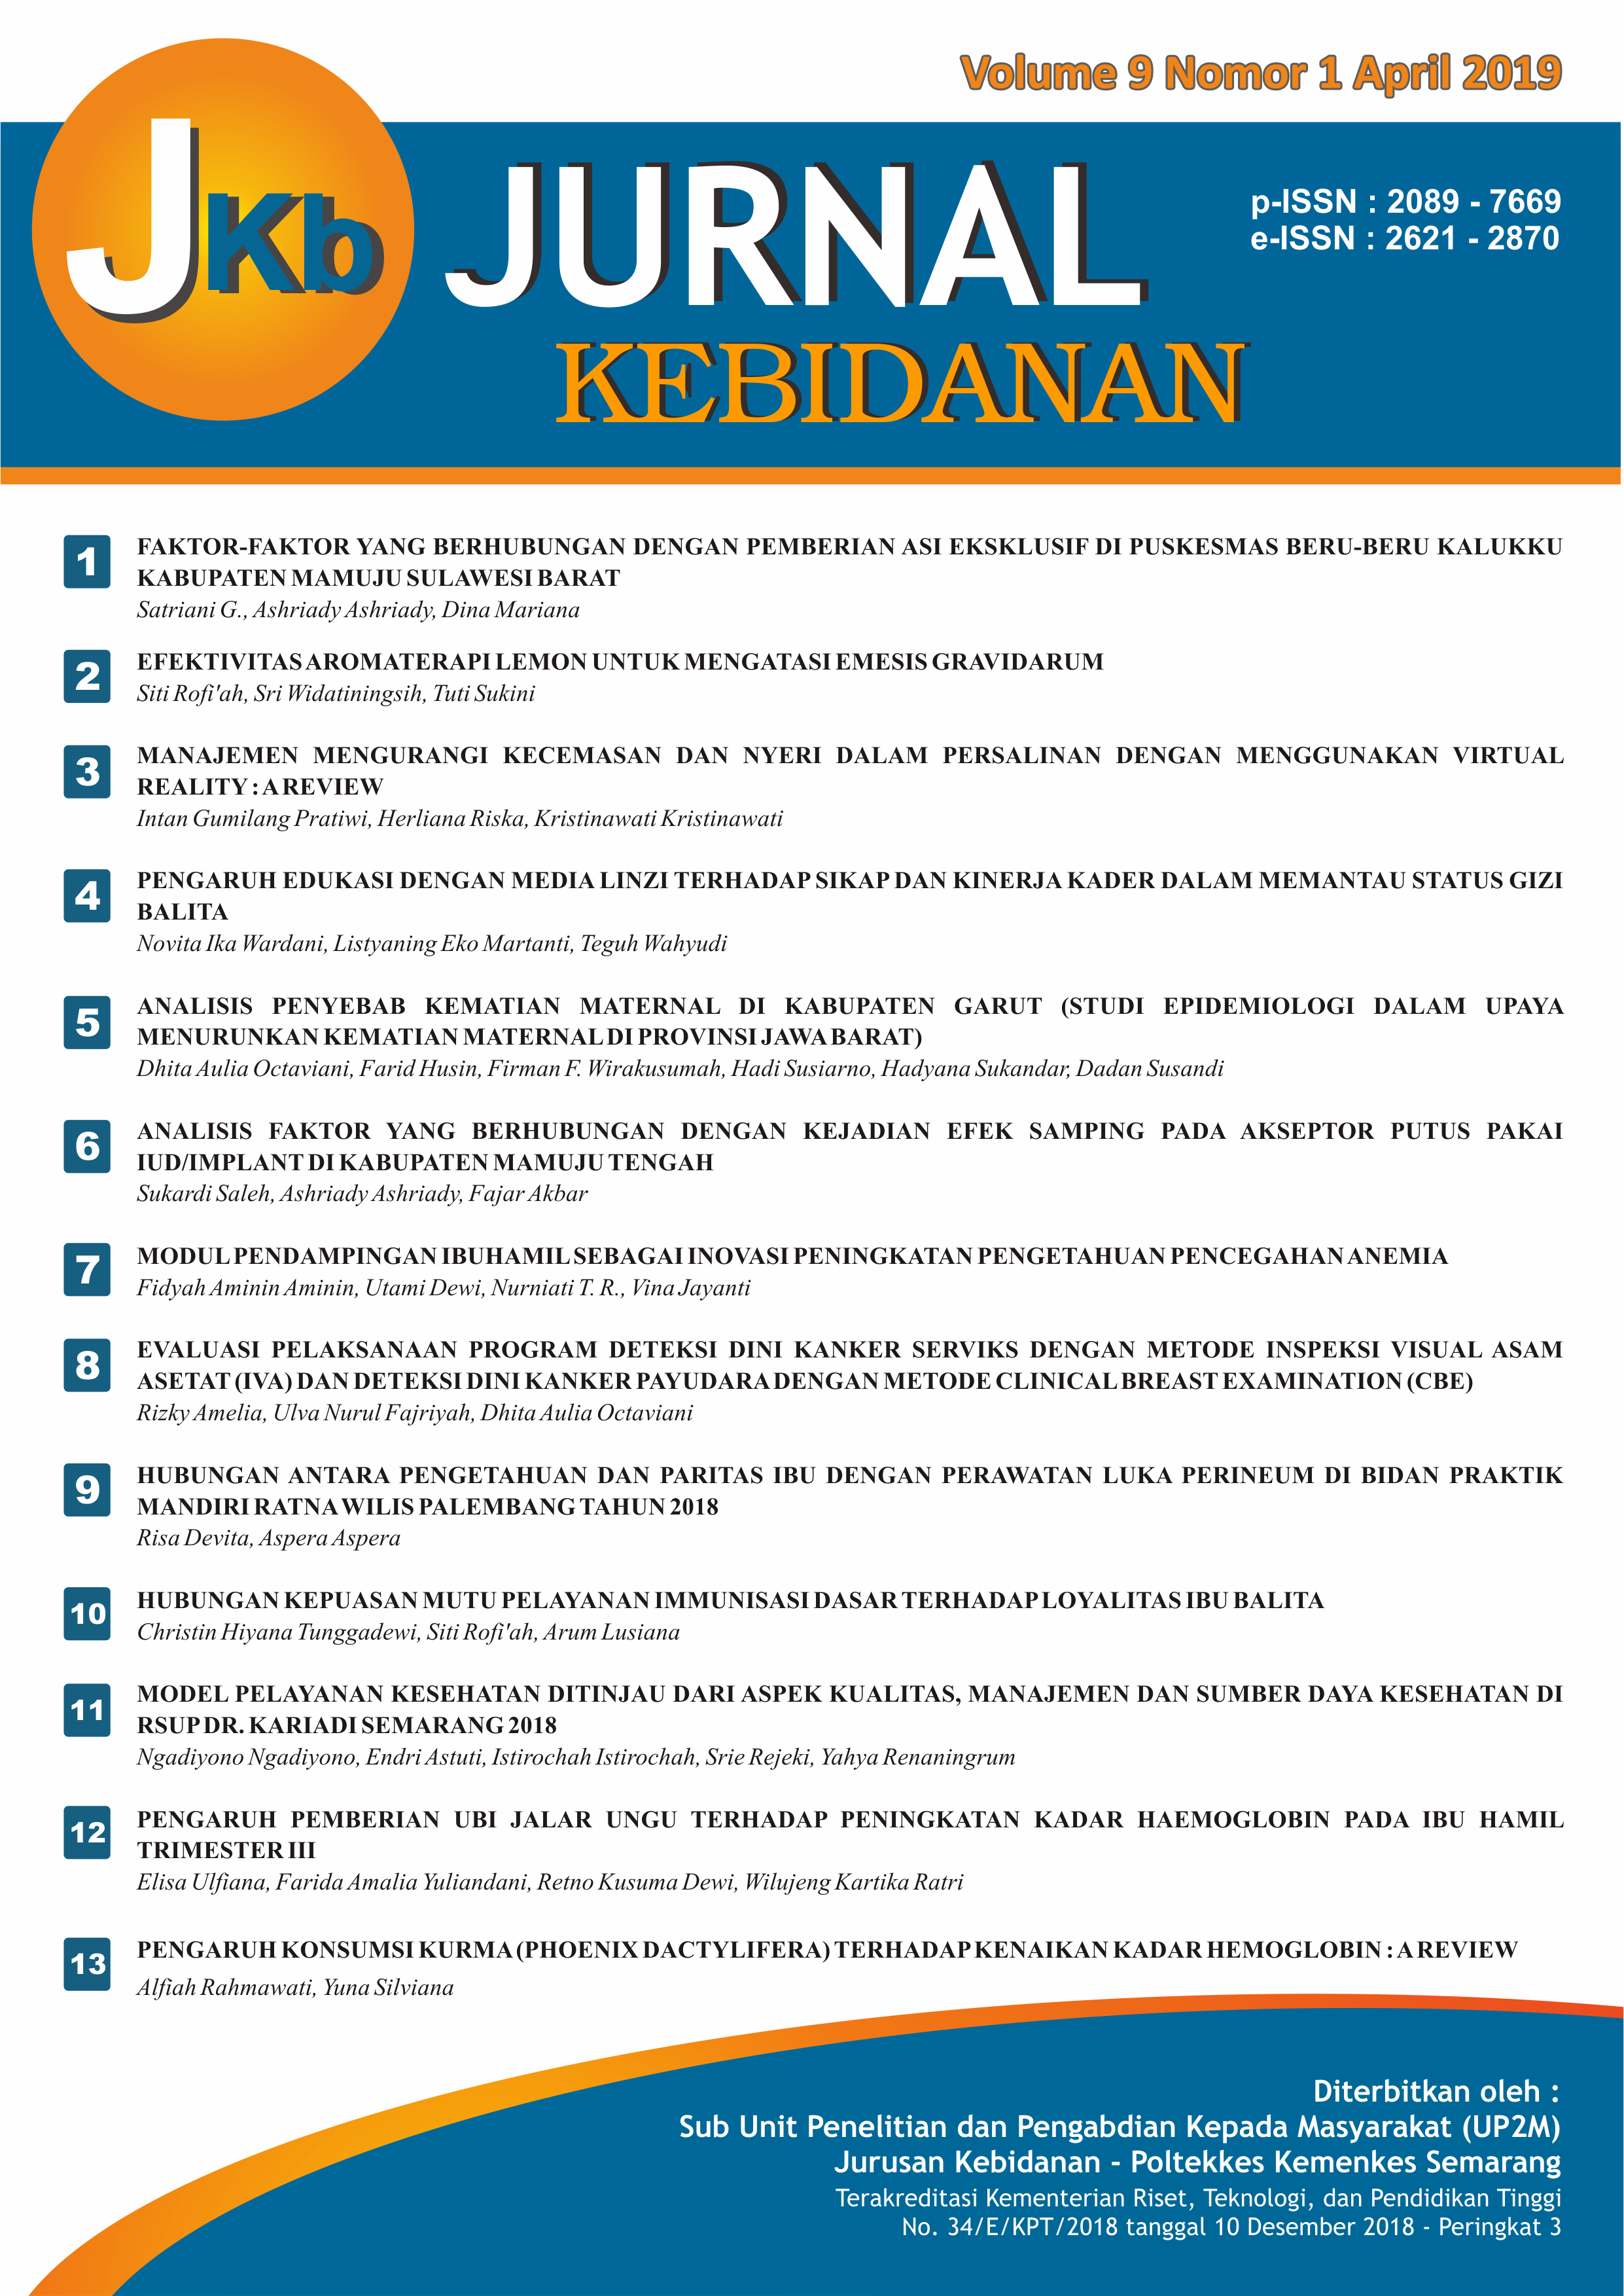 Volume 9 Nomor 1 April 2019
JKb
JURNAL
KEBIDANAN
p-ISSN : 2089 - 7669
e-ISSN : 2621 - 2870
1
FAKTOR-FAKTOR YANG BERHUBUNGAN DENGAN PEMBERIAN ASI EKSKLUSIF DI PUSKESMAS BERU-BERU KALUKKU
KABUPATEN MAMUJU SULAWESI BARAT
Satriani G., Ashriady Ashriady, Dina Mariana
2
EFEKTIVITAS AROMATERAPI LEMON UNTUK MENGATASI EMESIS GRAVIDARUM
Siti Rofi'ah, Sri Widatiningsih, Tuti Sukini
3
MANAJEMEN MENGURANGI KECEMASAN DAN NYERI DALAM PERSALINAN DENGAN MENGGUNAKAN VIRTUAL
REALITY : A REVIEW
Intan Gumilang Pratiwi, Herliana Riska, Kristinawati Kristinawati
4
PENGARUH EDUKASI DENGAN MEDIA LINZI TERHADAP SIKAP DAN KINERJA KADER DALAM MEMANTAU STATUS GIZI
BALITA
Novita Ika Wardani, Listyaning Eko Martanti, Teguh Wahyudi
5
ANALISIS PENYEBAB KEMATIAN MATERNAL DI KABUPATEN GARUT (STUDI EPIDEMIOLOGI DALAM UPAYA
MENURUNKAN KEMATIAN MATERNAL DI PROVINSI JAWA BARAT)
Dhita Aulia Octaviani, Farid Husin, Firman F. Wirakusumah, Hadi Susiarno, Hadyana Sukandar, Dadan Susandi
6
ANALISIS FAKTOR YANG BERHUBUNGAN DENGAN KEJADIAN EFEK SAMPING PADA AKSEPTOR PUTUS PAKAI
IUD/IMPLANT DI KABUPATEN MAMUJU TENGAH
Sukardi Saleh, Ashriady Ashriady, Fajar Akbar
7
MODUL PENDAMPINGAN IBUHAMIL SEBAGAI INOVASI PENINGKATAN PENGETAHUAN PENCEGAHAN ANEMIA
Fidyah Aminin Aminin, Utami Dewi, Nurniati T. R., Vina Jayanti
8
EVALUASI PELAKSANAAN PROGRAM DETEKSI DINI KANKER SERVIKS DENGAN METODE INSPEKSI VISUAL ASAM
ASETAT (IVA) DAN DETEKSI DINI KANKER PAYUDARA DENGAN METODE CLINICAL BREAST EXAMINATION (CBE)
Rizky Amelia, Ulva Nurul Fajriyah, Dhita Aulia Octaviani
9
HUBUNGAN ANTARA PENGETAHUAN DAN PARITAS IBU DENGAN PERAWATAN LUKA PERINEUM DI BIDAN PRAKTIK
MANDIRI RATNA WILIS PALEMBANG TAHUN 2018
Risa Devita, Aspera Aspera
10
HUBUNGAN KEPUASAN MUTU PELAYANAN IMMUNISASI DASAR TERHADAP LOYALITAS IBU BALITA
Christin Hiyana Tunggadewi, Siti Rofi'ah, Arum Lusiana
11
MODEL PELAYANAN KESEHATAN DITINJAU DARI ASPEK KUALITAS, MANAJEMEN DAN SUMBER DAYA KESEHATAN DI
RSUP DR. KARIADI SEMARANG 2018
Ngadiyono Ngadiyono, Endri Astuti, Istirochah Istirochah, Srie Rejeki, Yahya Renaningrum
12
PENGARUH PEMBERIAN UBI JALAR UNGU TERHADAP PENINGKATAN KADAR HAEMOGLOBIN PADA IBU HAMIL
TRIMESTER III
Elisa Ulfiana, Farida Amalia Yuliandani, Retno Kusuma Dewi, Wilujeng Kartika Ratri
13
PENGARUH KONSUMSI KURMA (PHOENIX DACTYLIFERA) TERHADAP KENAIKAN KADAR HEMOGLOBIN : A REVIEW
Alfiah Rahmawati, Yuna Silviana
Diterbitkan oleh :
Sub Unit Penelitian dan Pengabdian Kepada Masyarakat (UP2M)
Jurusan Kebidanan - Poltekkes Kemenkes Semarang
Terakreditasi Kementerian Riset, Teknologi, dan Pendidikan Tinggi
No. 34/E/KPT/2018 tanggal 10 Desember 2018 - Peringkat 3